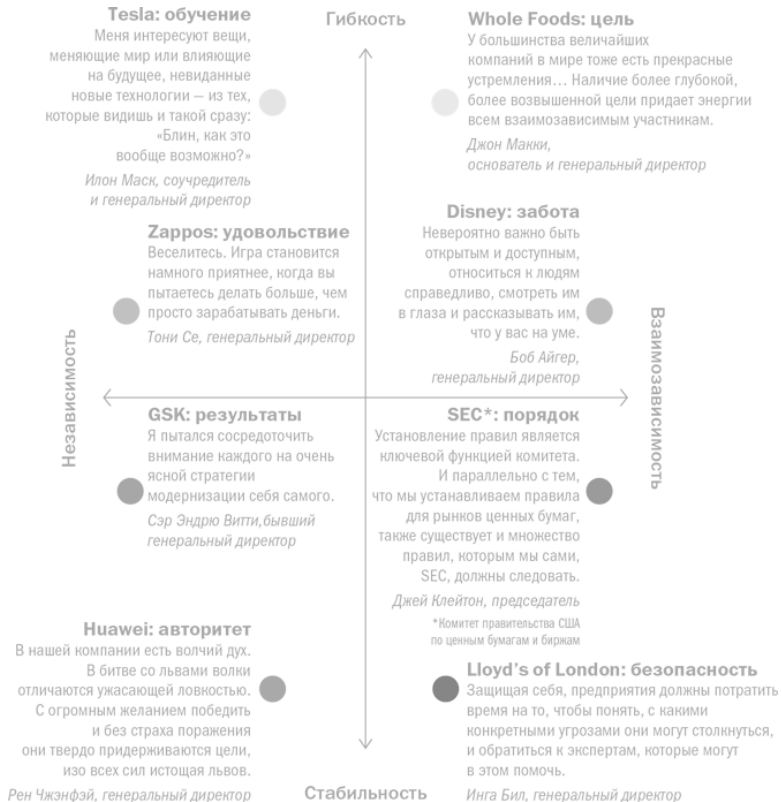 Гибкость
Tesla: обучение
Меня интересуют вещи,
меняющие мир или влияющие
на будущее, невиданные
новые технологии — из тех,
которые видишь и такой сразу:
«Блин, как это
вообще возможно?»
Илон Маск, соучредитель
и генеральный директор
Whole Foods: цель
У большинства величайших
компаний в мире тоже есть прекрасные
устремления... Наличие более глубокой,
более возвышенной цели придает энергии
всем взаимозависимым участникам.
Джон Макки,
основатель и генеральный директор
Zappos: удовольствие
Веселитесь. Игра становится
намного приятнее, когда вы
пытаетесь делать больше, чем
просто зарабатывать деньги.
Тони Се, генеральный директор
Disney: забота
Невероятно важно быть
открытым и доступным,
относиться к людям
справедливо, смотреть им
в глаза и рассказывать им,
что у вас на уме.
Боб Айгер,
генеральный директор
Независимость
Взаимозависимость
GSK: результаты
Я пытался сосредоточить
внимание каждого на очень
ясной стратегии
модернизации себя самого.
Сэр Эндрю Витти,бывший
генеральный директор
SEC*: порядок
Установление правил является
ключевой функцией комитета.
И параллельно с тем,
что мы устанавливаем правила
для рынков ценных бумаг,
также существует и множество
правил, которым мы сами,
SEC, должны следовать.
Джей Клейтон, председатель
*Комитет правительства США
по ценным бумагам и биржам
Huawei: авторитет
В нашей компании есть волчий дух.
В битве со львами волки
отличаются ужасающей ловкостью.
С огромным желанием победить
и без страха поражения
они твердо придерживаются цели,
изо всех сил истощая львов.
Рен Чжэнфэй, генеральный директор
Lloyd's of London: безопасность
Защищая себя, предприятия должны потратить
время на то, чтобы понять, с какими
конкретными угрозами они могут столкнуться,
и обратиться к экспертам, которые могут
в этом помочь.
Инга Бил, генеральный директор
Стабильность